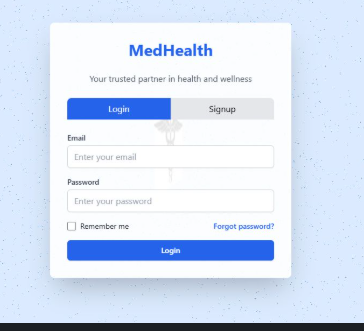 MedHealth
Your trusted partner in health and wellness
Login Signup
Email
Enter your email
Password
Enter your password
Remember me Forgot password?
Login